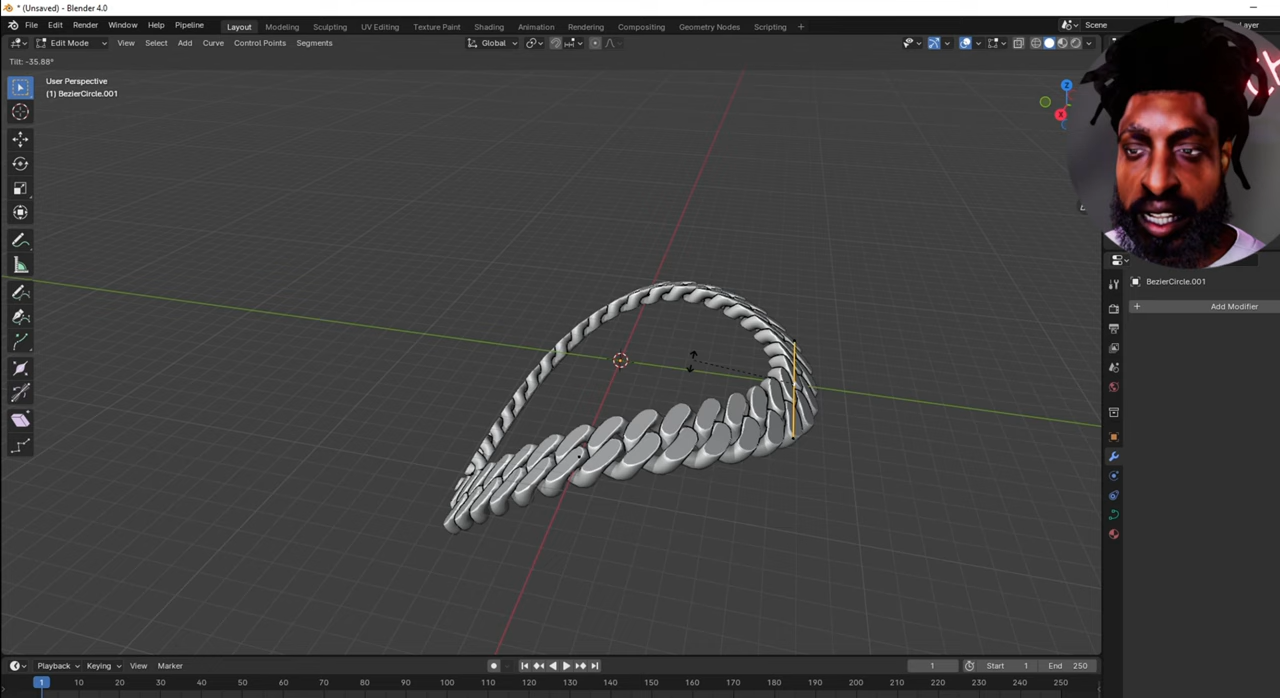 * (Unsaved) - Blender 4.0
File Edit Render Window Help Pipeline Layout Modeling Sculpting UV Editing Texture Paint Shading Animation Rendering Compositing Geometry Nodes Scripting + Scene
Edit Mode View Select Add Curve Control Points Segments Global
Tilt: -35.88°
User Perspective
(1) BezierCircle.001
Z
X
BezierCircle.001
+ Add Modifier
Playback Keying View Marker 1 Start 1 End 250
1 10 20 30 40 50 60 70 80 90 100 110 120 130 140 150 160 170 180 190 200 210 220 230 240 250